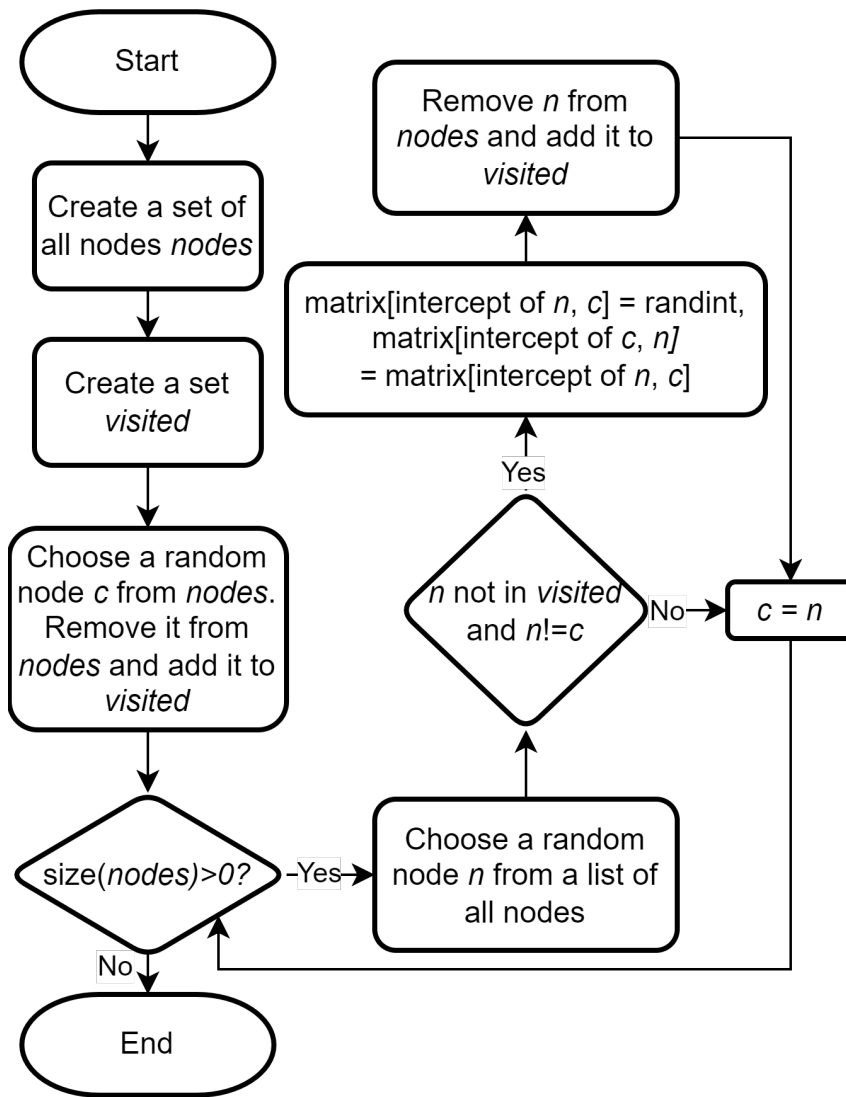 Start
Create a set of
all nodes nodes
Create a set
visited
Choose a random
node c from nodes.
Remove it from
nodes and add it to
visited
size(nodes)>0?
Yes
No
End
Choose a random
node n from a list of
all nodes
n not in visited
and n!=c
Yes
No
matrix[intercept of n, c] = randint,
matrix[intercept of c, n]
= matrix[intercept of n, c]
Remove n from
nodes and add it to
visited
c = n